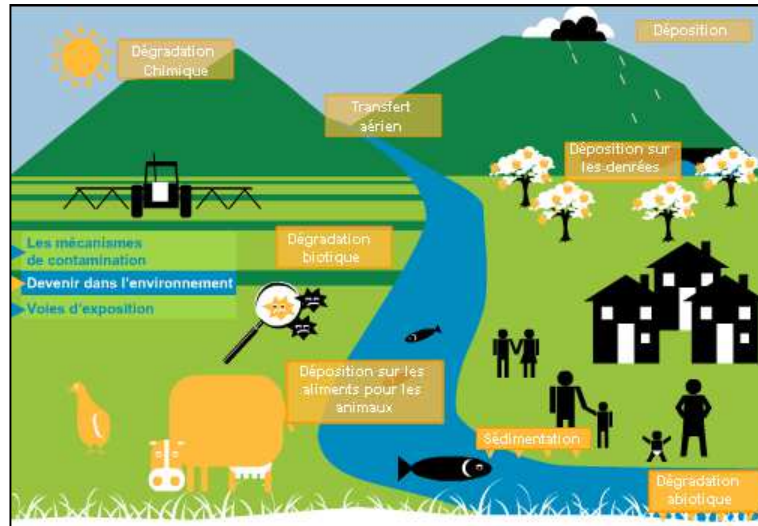 Dégradation
Chimique
Déposition
Transfert
aérien
Déposition sur
les denrées
Les mécanismes
de contamination
Devenir dans l'environnement
Voies d'exposition
Dégradation
biotique
Déposition sur les
aliments pour les
animaux
Sédimentation
Dégradation
abiotique